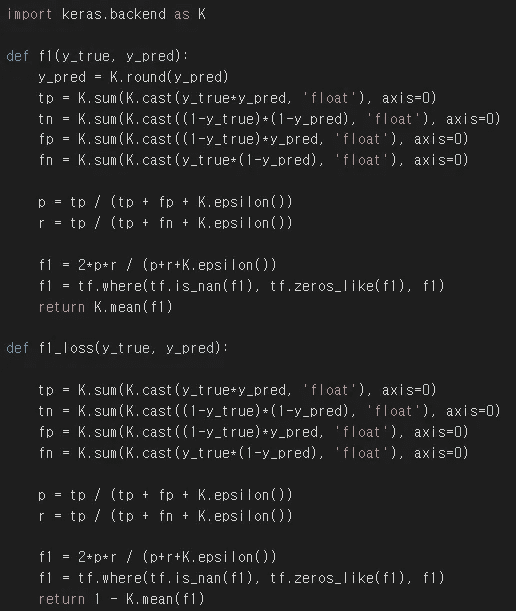 import keras.backend as K

def f1(y_true, y_pred):
    y_pred = K.round(y_pred)
    tp = K.sum(K.cast(y_true*y_pred, 'float'), axis=0)
    tn = K.sum(K.cast((1-y_true)*(1-y_pred), 'float'), axis=0)
    fp = K.sum(K.cast((1-y_true)*y_pred, 'float'), axis=0)
    fn = K.sum(K.cast(y_true*(1-y_pred), 'float'), axis=0)

    p = tp / (tp + fp + K.epsilon())
    r = tp / (tp + fn + K.epsilon())

    f1 = 2*p*r / (p+r+K.epsilon())
    f1 = tf.where(tf.is_nan(f1), tf.zeros_like(f1), f1)
    return K.mean(f1)

def f1_loss(y_true, y_pred):

    tp = K.sum(K.cast(y_true*y_pred, 'float'), axis=0)
    tn = K.sum(K.cast((1-y_true)*(1-y_pred), 'float'), axis=0)
    fp = K.sum(K.cast((1-y_true)*y_pred, 'float'), axis=0)
    fn = K.sum(K.cast(y_true*(1-y_pred), 'float'), axis=0)

    p = tp / (tp + fp + K.epsilon())
    r = tp / (tp + fn + K.epsilon())

    f1 = 2*p*r / (p+r+K.epsilon())
    f1 = tf.where(tf.is_nan(f1), tf.zeros_like(f1), f1)
    return 1 - K.mean(f1)